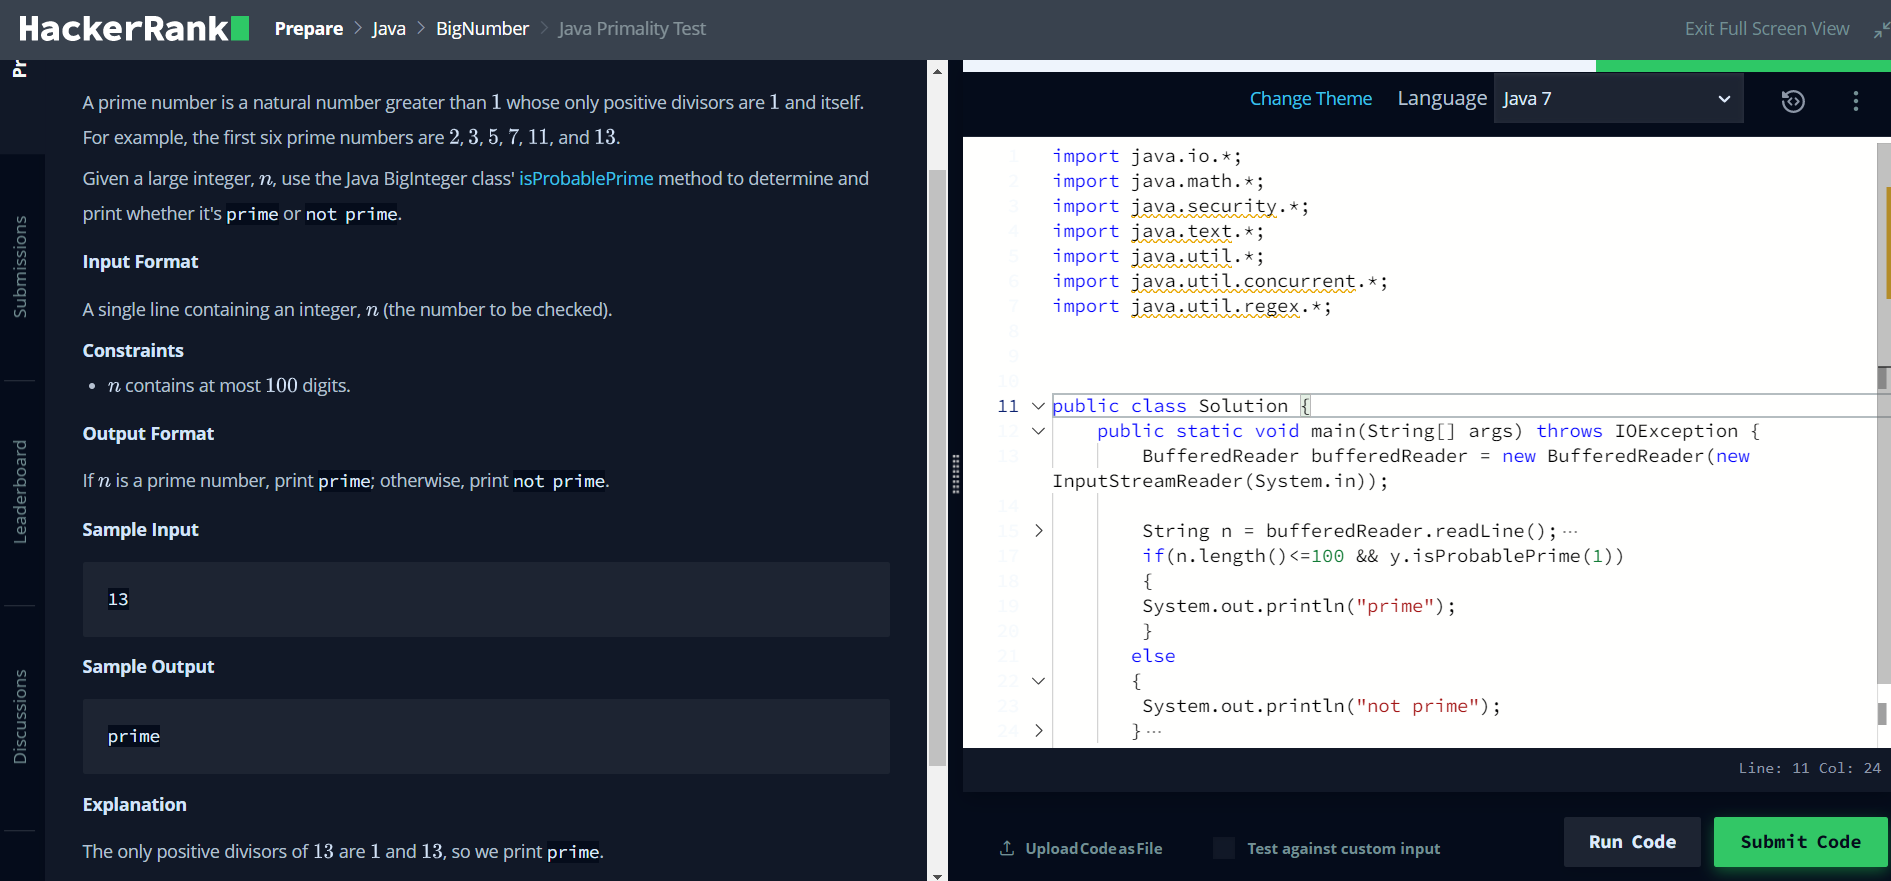 HackerRank Prepare > Java > BigNumber > Java Primality Test Exit Full Screen View
Pr
Submissions
Leaderboard
Discussions
A prime number is a natural number greater than 1 whose only positive divisors are 1 and itself.
For example, the first six prime numbers are 2, 3, 5, 7, 11, and 13.
Given a large integer, n, use the Java BigInteger class' isProbablePrime method to determine and
print whether it's prime or not prime.
Input Format
A single line containing an integer, n (the number to be checked).
Constraints
• n contains at most 100 digits.
Output Format
If n is a prime number, print prime; otherwise, print not prime.
Sample Input
13
Sample Output
prime
Explanation
The only positive divisors of 13 are 1 and 13, so we print prime.
Change Theme Language Java 7
1 import java.io.*;
2 import java.math.*;
3 import java.security.*;
4 import java.text.*;
5 import java.util.*;
6 import java.util.concurrent.*;
7 import java.util.regex.*;
8
9
10
11 public class Solution {
12 public static void main(String[] args) throws IOException {
13 BufferedReader bufferedReader = new BufferedReader(new
InputStreamReader(System.in));
14
15 String n = bufferedReader.readLine();···
17 if(n.length()<=100 && y.isProbablePrime(1))
18 {
19 System.out.println("prime");
20 }
21 else
22 {
23 System.out.println("not prime");
24 }···
Line: 11 Col: 24
Upload Code as File Test against custom input Run Code Submit Code